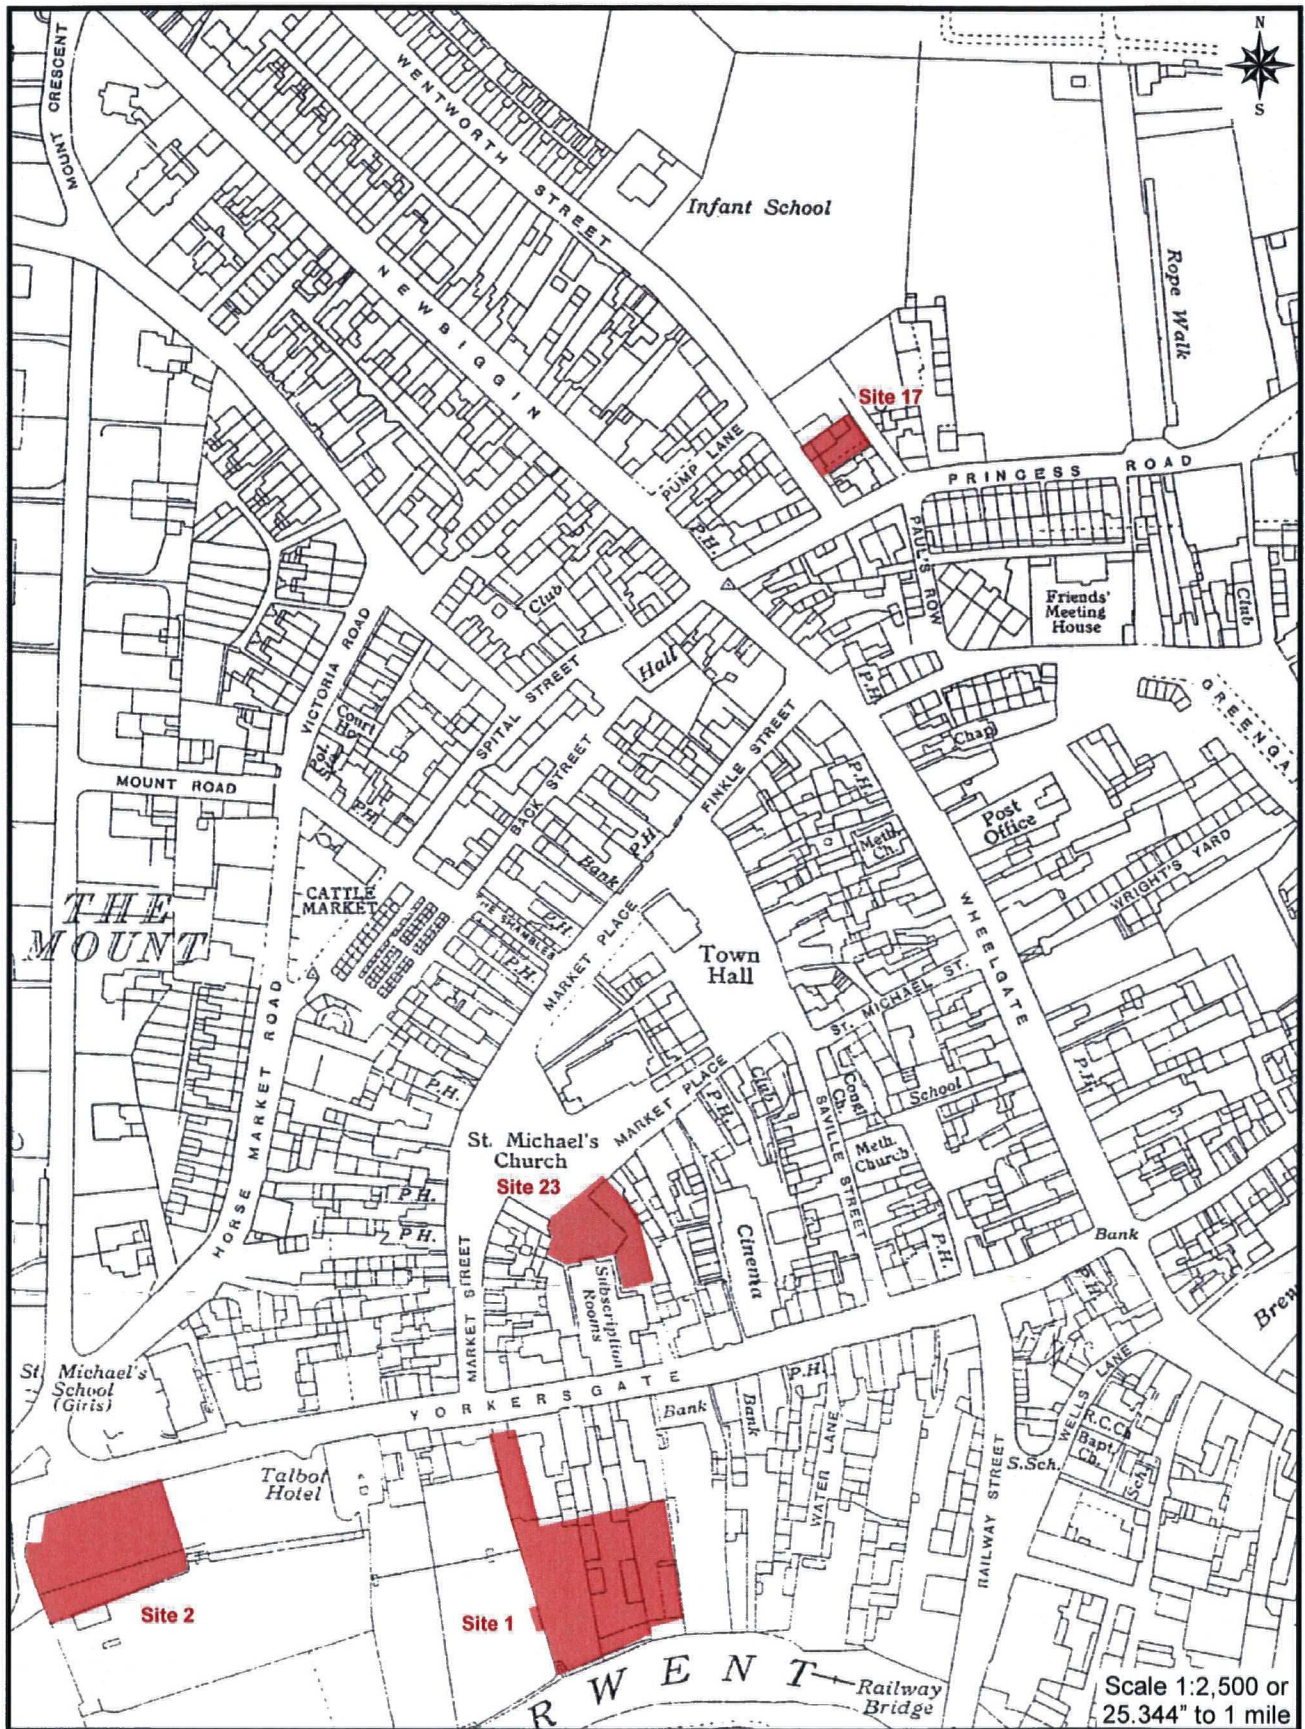 N
S
MOUNT CRESCENT
WENTWORTH STREET
Infant School
Rope Walk
NEWBIGGIN
Site 17
PUMP LANE
PRINCESS ROAD
P.H.
PAUL'S ROW
Club
Friends'
Meeting
House
Club
VICTORIA ROAD
Hall
P.H.
SPITAL STREET
Court
Ho.
Pol.
GREENGA
Chap
FINKLE STREET
BACK STREET
MOUNT ROAD
P.H.
P.H.
Post
Office
Meth.
Ch.
P.H.
Bank
WRIGHT'S YARD
CATTLE
MARKET
THE
MOUNT
THE SHAMBLES
P.H.
P.H.
WHEELGATE
MARKET PLACE
Town
Hall
ST. MICHAEL ST.
HORSE MARKET ROAD
MARKET PLACE
P.H.
P.H.
Club
Cong.
Ch.
School
P.H.
SAVILLE STREET
Meth.
Church
St. Michael's
Church
Site 23
P.H.
P.H.
Cinema
P.H.
Bank
Subscription
Rooms
MARKET STREET
P.H.
Brew
St. Michael's
School
(Girls)
YORKERSGATE
Bank
Bank
P.H.
WELLS LANE
R.C.Ch
Bapt.
Ch.
Sch.
S.Sch.
Talbot
Hotel
WATER LANE
RAILWAY STREET
Site 2
Site 1
RWENT
Railway
Bridge
Scale 1:2,500 or
25.344" to 1 mile